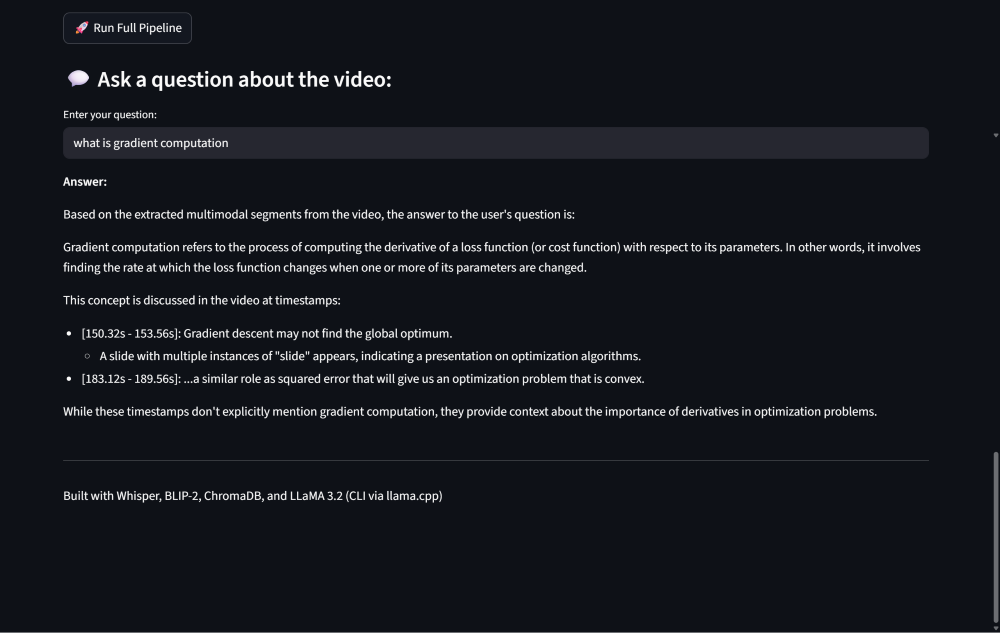 🚀 Run Full Pipeline
💬 Ask a question about the video:
Enter your question:
what is gradient computation
Answer:
Based on the extracted multimodal segments from the video, the answer to the user's question is:
Gradient computation refers to the process of computing the derivative of a loss function (or cost function) with respect to its parameters. In other words, it involves
finding the rate at which the loss function changes when one or more of its parameters are changed.
This concept is discussed in the video at timestamps:
• [150.32s - 153.56s]: Gradient descent may not find the global optimum.
◦ A slide with multiple instances of "slide" appears, indicating a presentation on optimization algorithms.
• [183.12s - 189.56s]: ...a similar role as squared error that will give us an optimization problem that is convex.
While these timestamps don't explicitly mention gradient computation, they provide context about the importance of derivatives in optimization problems.
Built with Whisper, BLIP-2, ChromaDB, and LLaMA 3.2 (CLI via llama.cpp)